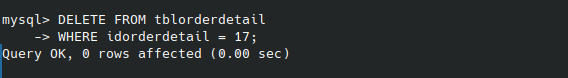 mysql> DELETE FROM tblorderdetail
-> WHERE idorderdetail = 17;
Query OK, 0 rows affected (0.00 sec)